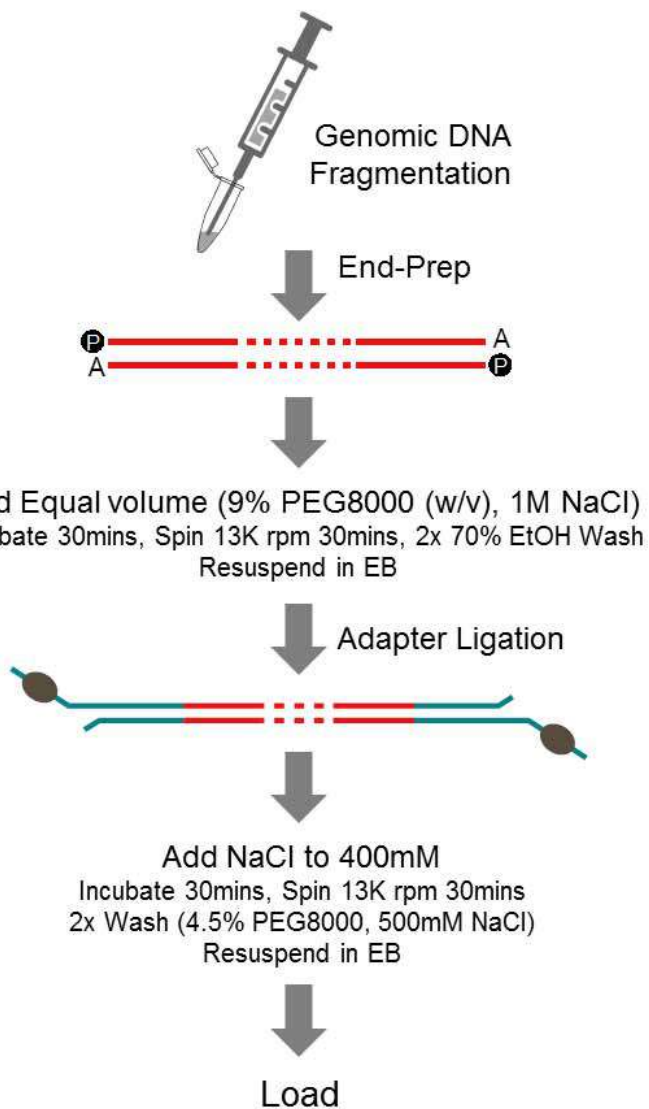 Genomic DNA
Fragmentation
End-Prep
P A
A P
d Equal volume (9% PEG8000 (w/v), 1M NaCl)
bate 30mins, Spin 13K rpm 30mins, 2x 70% EtOH Wash
Resuspend in EB
Adapter Ligation
Add NaCl to 400mM
Incubate 30mins, Spin 13K rpm 30mins
2x Wash (4.5% PEG8000, 500mM NaCl)
Resuspend in EB
Load